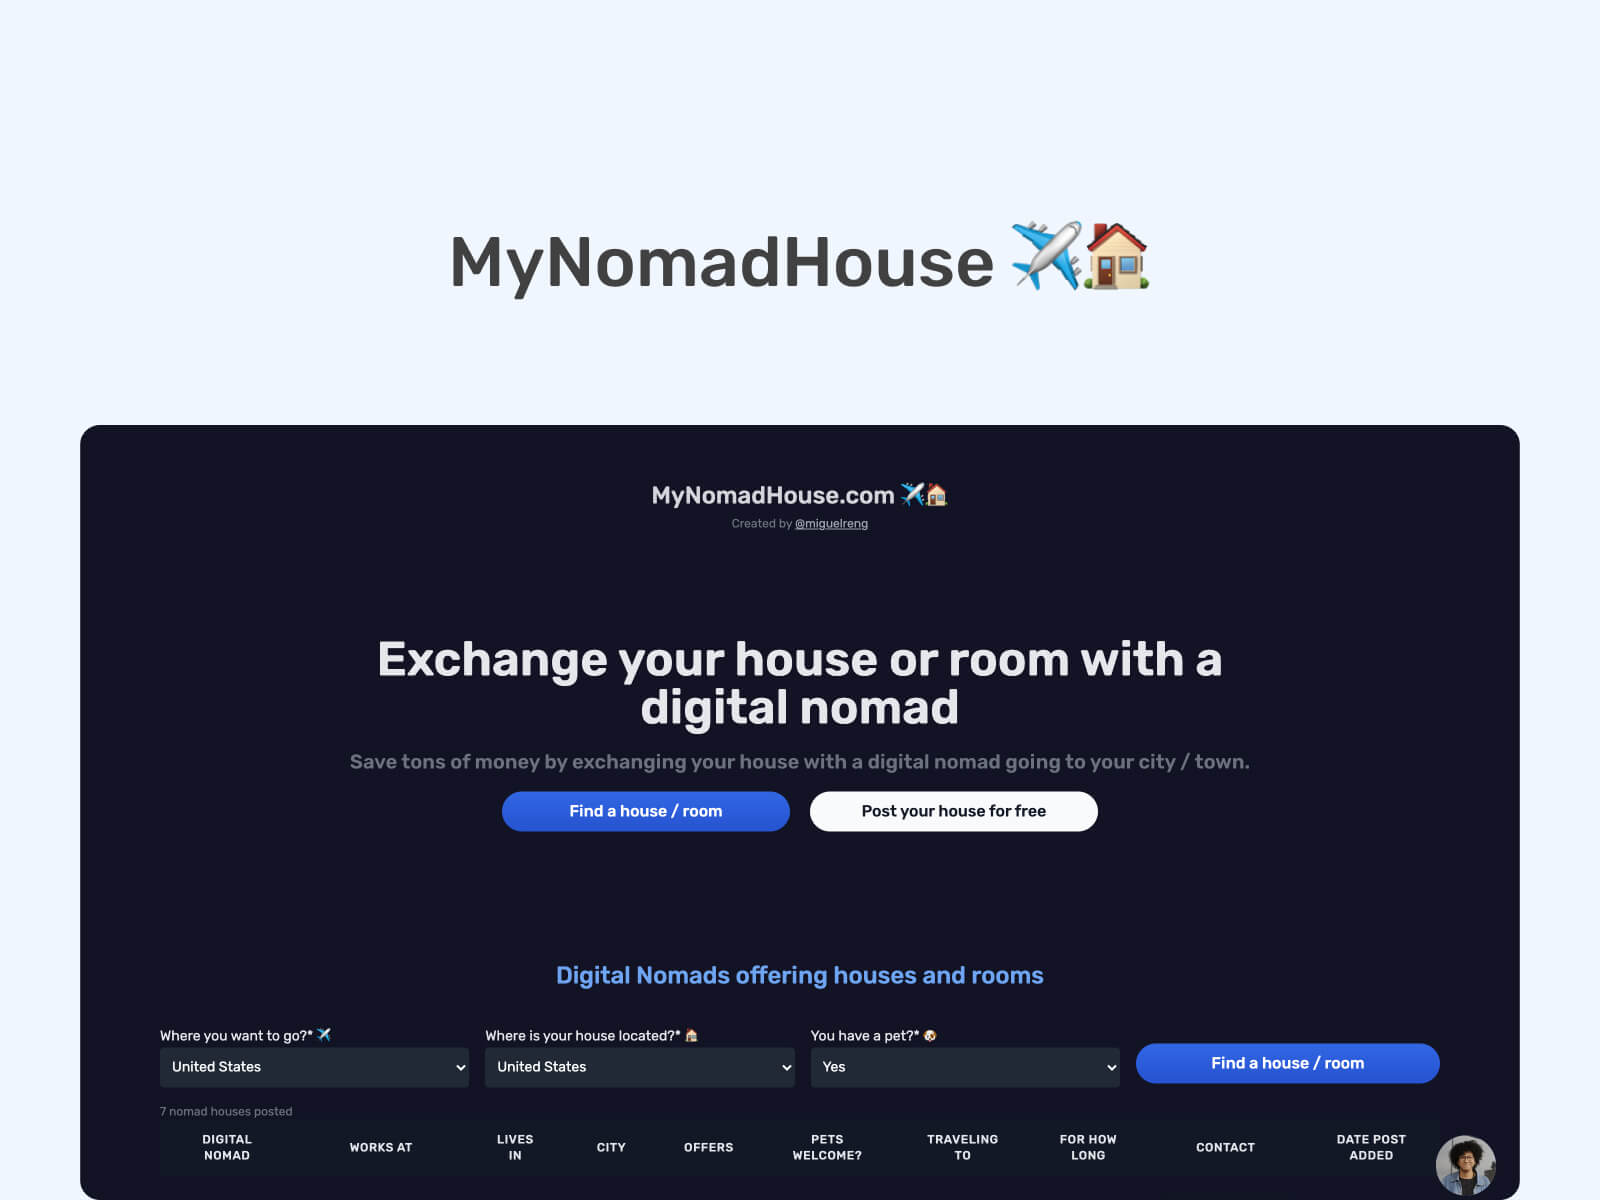 MyNomadHouse ✈️🏠
MyNomadHouse.com ✈️🏠
Created by @miguelreng
Exchange your house or room with a
digital nomad
Save tons of money by exchanging your house with a digital nomad going to your city / town.
Find a house / room
Post your house for free
Digital Nomads offering houses and rooms
Where you want to go?* ✈️
Where is your house located?* 🏠
You have a pet?* 🐶
United States
United States
Yes
Find a house / room
7 nomad houses posted
DIGITAL
NOMAD
WORKS AT
LIVES
IN
CITY
OFFERS
PETS
WELCOME?
TRAVELING
TO
FOR HOW
LONG
CONTACT
DATE POST
ADDED